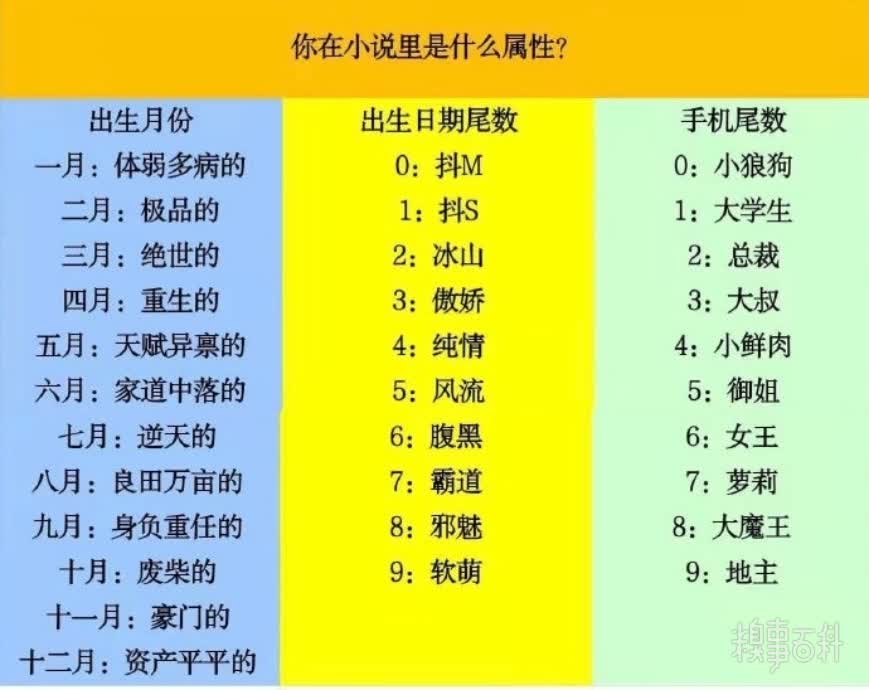 你在小说里是什么属性?
出生月份 出生日期尾数 手机尾数
一月: 体弱多病的 0: 抖M 0: 小狼狗
二月: 极品的 1: 抖S 1: 大学生
三月: 绝世的 2: 冰山 2: 总裁
四月: 重生的 3: 傲娇 3: 大叔
五月: 天赋异禀的 4: 纯情 4: 小鲜肉
六月: 家道中落的 5: 风流 5: 御姐
七月: 逆天的 6: 腹黑 6: 女王
八月: 良田万亩的 7: 霸道 7: 萝莉
九月: 身负重任的 8: 邪魅 8: 大魔王
十月: 废柴的 9: 软萌 9: 地主
十一月: 豪门的
十二月: 资产平平的
糗事百科